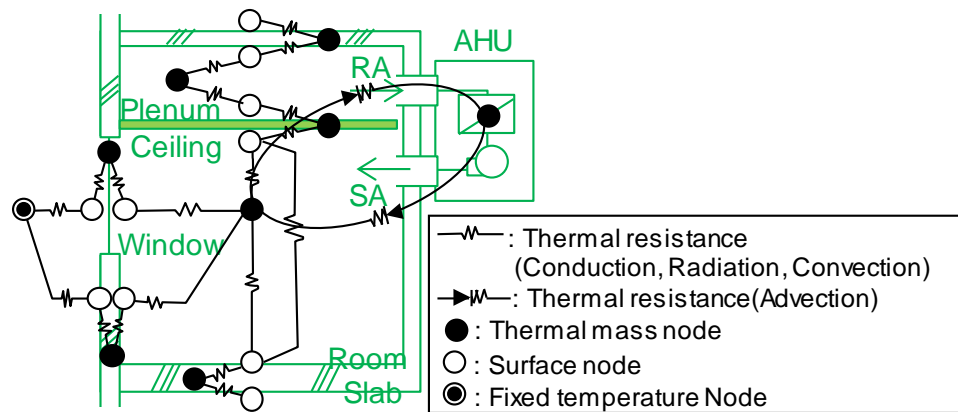 AHU
RA
Plenum
Ceiling
SA
Window
Room
Slab
: Thermal resistance
(Conduction, Radiation, Convection)
: Thermal resistance(Advection)
: Thermal mass node
: Surface node
: Fixed temperature Node